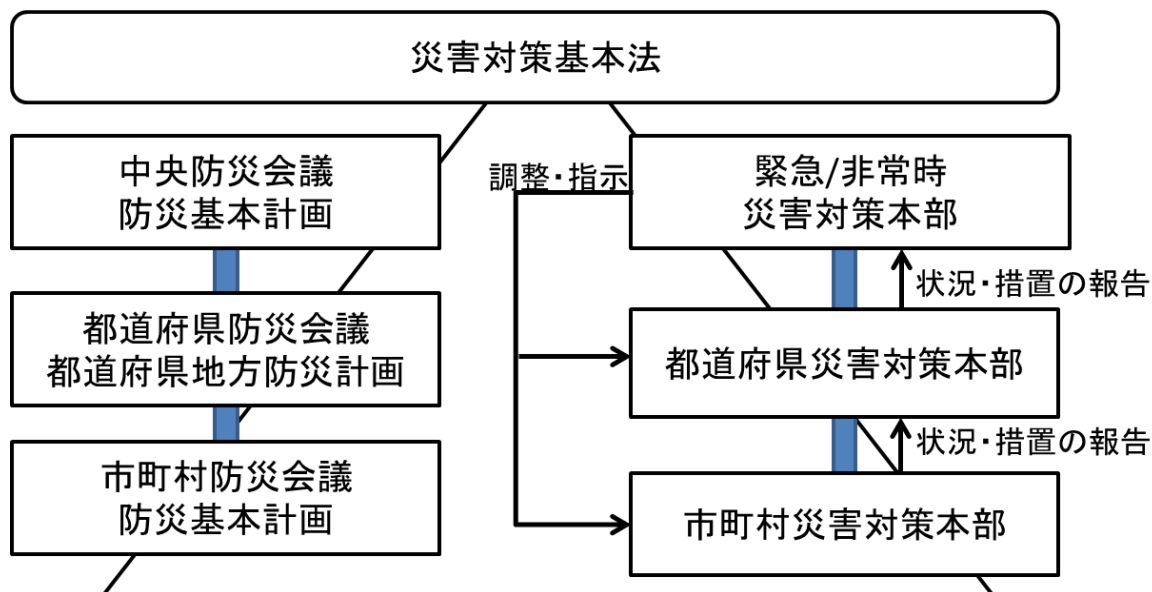 災害対策基本法
中央防災会議
防災基本計画
都道府県防災会議
都道府県地方防災計画
市町村防災会議
防災基本計画
調整・指示
緊急/非常時
災害対策本部
状況・措置の報告
都道府県災害対策本部
状況・措置の報告
市町村災害対策本部